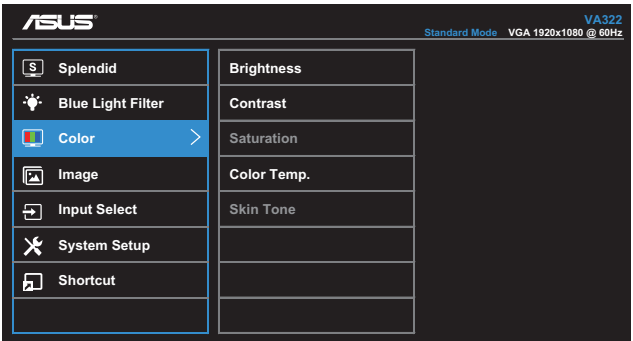 ASUS
VA322
Standard Mode VGA 1920x1080 @ 60Hz
S Splendid
Blue Light Filter
Color
Image
Input Select
System Setup
Shortcut
Brightness
Contrast
Saturation
Color Temp.
Skin Tone